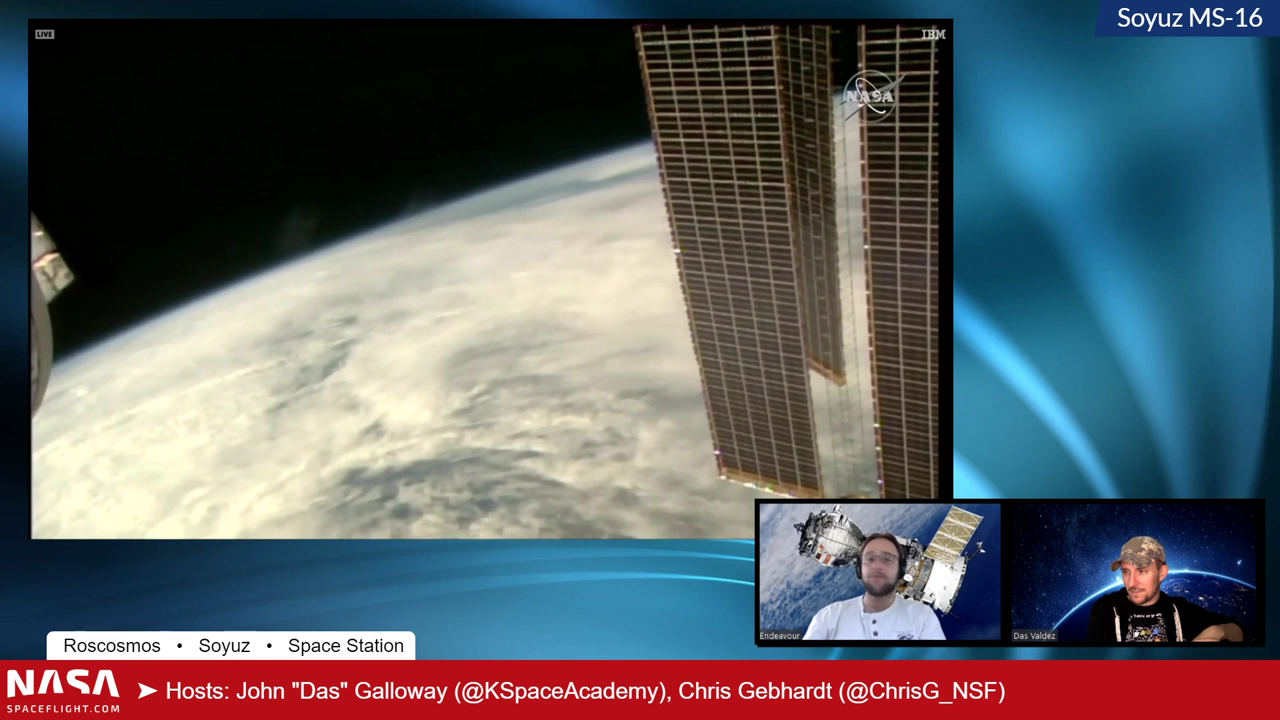 Soyuz MS-16
LIVE
IBM
NASA
Endeavour
Das Valdez
Roscosmos • Soyuz • Space Station
NASA
SPACEFLIGHT.COM
➤ Hosts: John "Das" Galloway (@KSpaceAcademy), Chris Gebhardt (@ChrisG_NSF)